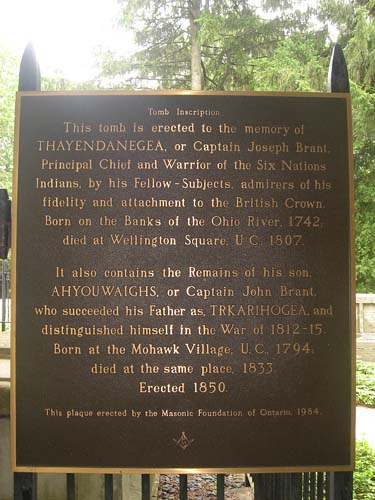 Tomb Inscription
This tomb is erected to the memory of
THAYENDANEGEA, or Captain Joseph Brant,
Principal Chief and Warrior of the Six Nations
Indians, by his Fellow-Subjects, admirers of his
fidelity and attachment to the British Crown.
Born on the Banks of the Ohio River, 1742,
died at Wellington Square, U.C. 1807.
It also contains the Remains of his son,
AHYOUWAIGHS, or Captain John Brant,
who succeeded his Father as, TRKARIHOGEA, and
distinguished himself in the War of 1812-15.
Born at the Mohawk Village, U.C., 1794;
died at the same place, 1833.
Erected 1850.
This plaque erected by the Masonic Foundation of Ontario, 1984.
G